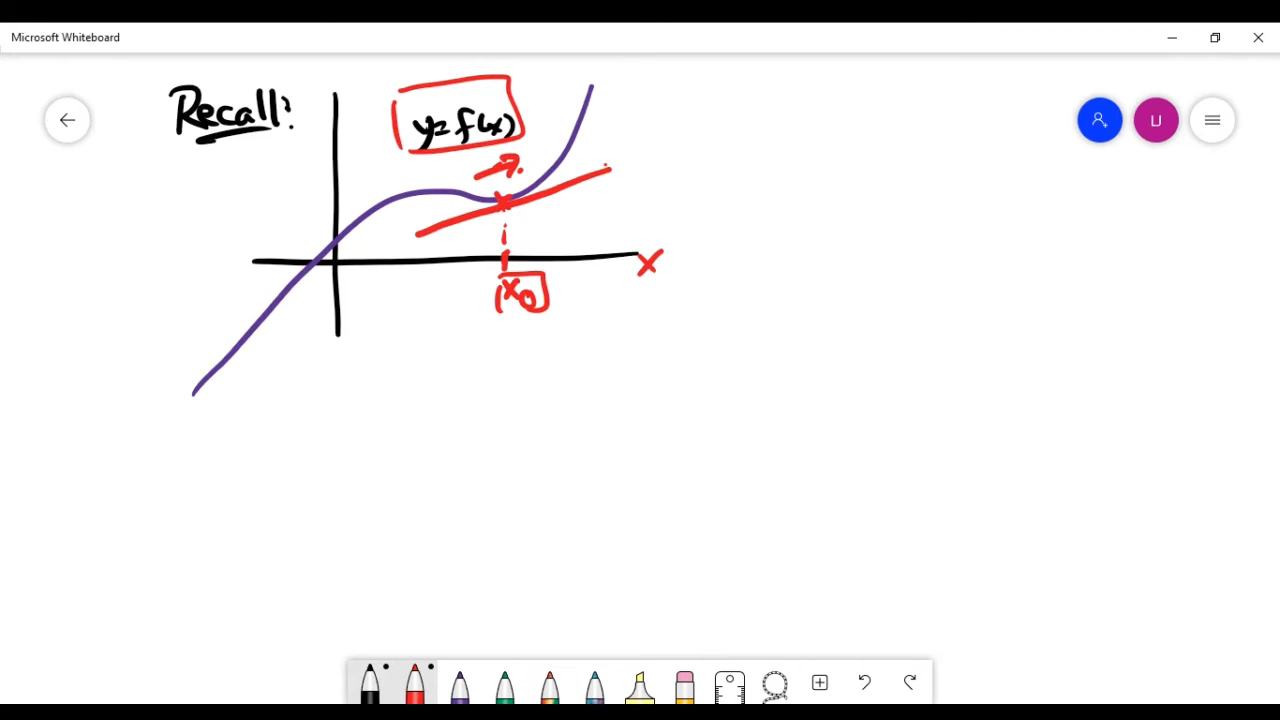 Microsoft Whiteboard
Recall:
y=f(x)
x
x₀